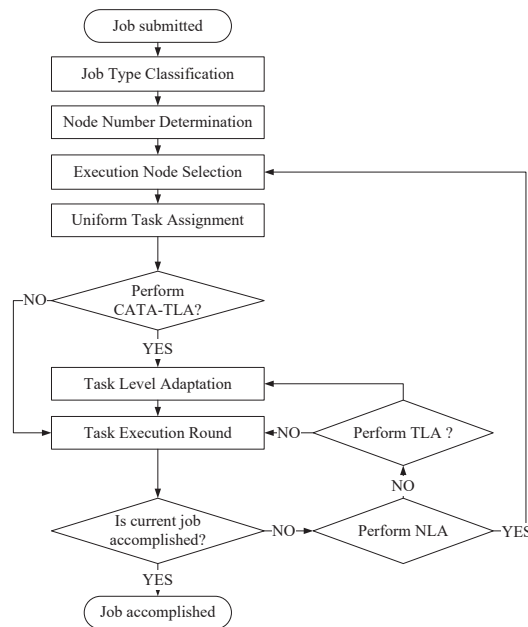 Job submitted
Job Type Classification
Node Number Determination
Execution Node Selection
Uniform Task Assignment
NO
Perform
CATA-TLA?
YES
Task Level Adaptation
Task Execution Round
NO
Perform TLA ?
NO
Is current job
accomplished?
NO
Perform NLA
YES
YES
Job accomplished